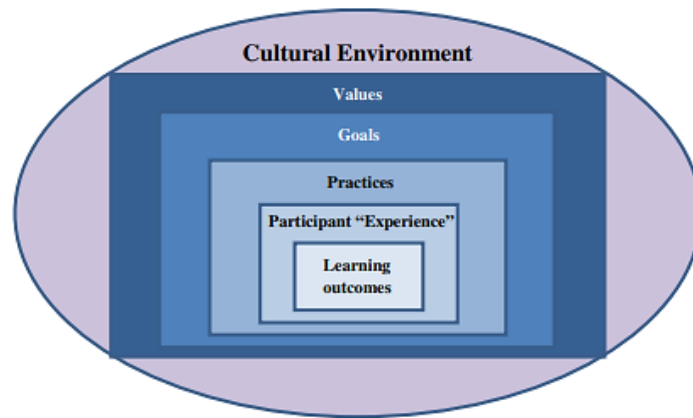 Cultural Environment
Values
Goals
Practices
Participant “Experience”
Learning
outcomes